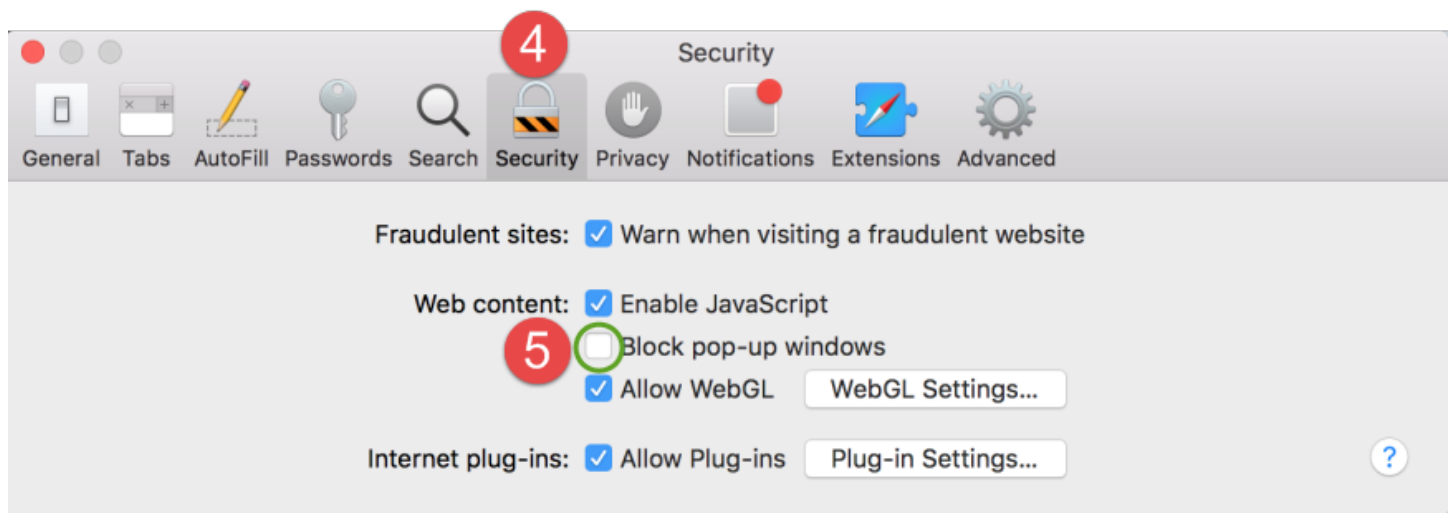 4
Security
General Tabs AutoFill Passwords Search Security Privacy Notifications Extensions Advanced
Fraudulent sites: Warn when visiting a fraudulent website
Web content: Enable JavaScript
5 Block pop-up windows
Allow WebGL WebGL Settings...
Internet plug-ins: Allow Plug-ins Plug-in Settings... ?